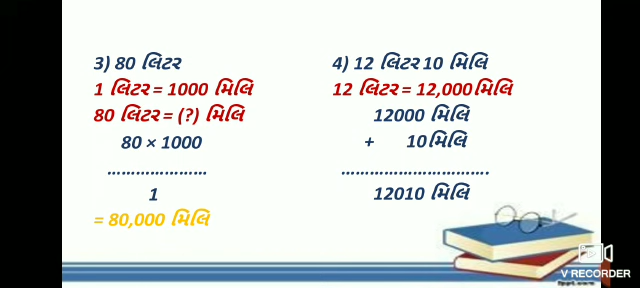 3) 80 લિટર
1 લિટર = 1000 મિલિ
80 લિટર = (?) મિલિ
80 × 1000
.....................
1
= 80,000 મિલિ
4) 12 લિટર 10 મિલિ
12 લિટર = 12,000 મિલિ
12000 મિલિ
+ 10 મિલિ
..............................
12010 મિલિ
V RECORDER